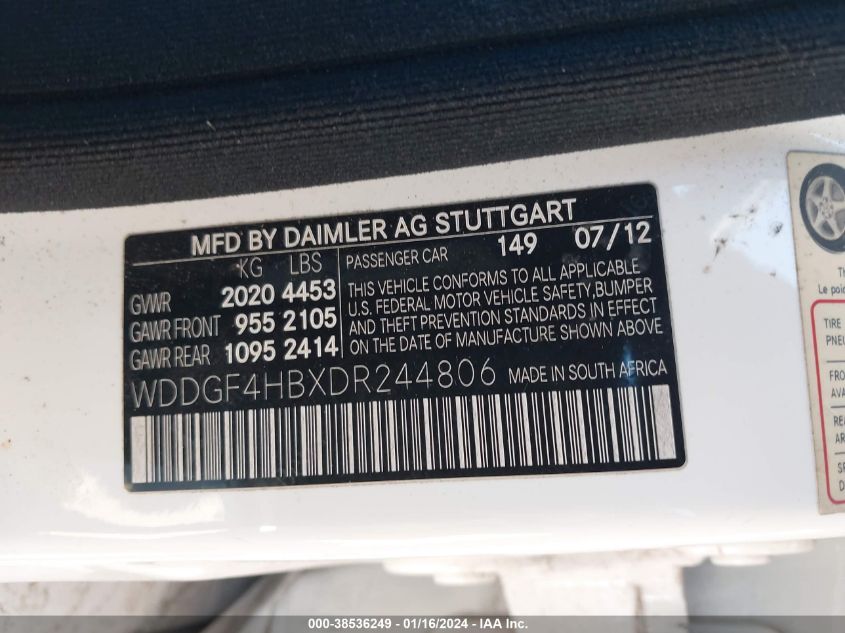 MFD BY DAIMLER AG STUTTGART
KG LBS
GVWR 2020 4453
GAWR FRONT 955 2105
GAWR REAR 1095 2414
PASSENGER CAR 149 07/12
THIS VEHICLE CONFORMS TO ALL APPLICABLE
U.S. FEDERAL MOTOR VEHICLE SAFETY, BUMPER
AND THEFT PREVENTION STANDARDS IN EFFECT
ON THE DATE OF MANUFACTURE SHOWN ABOVE
WDDGF4HBXDR244806 MADE IN SOUTH AFRICA
Le
TIRE
000-38536249 - 01/16/2024 - IAA Inc.